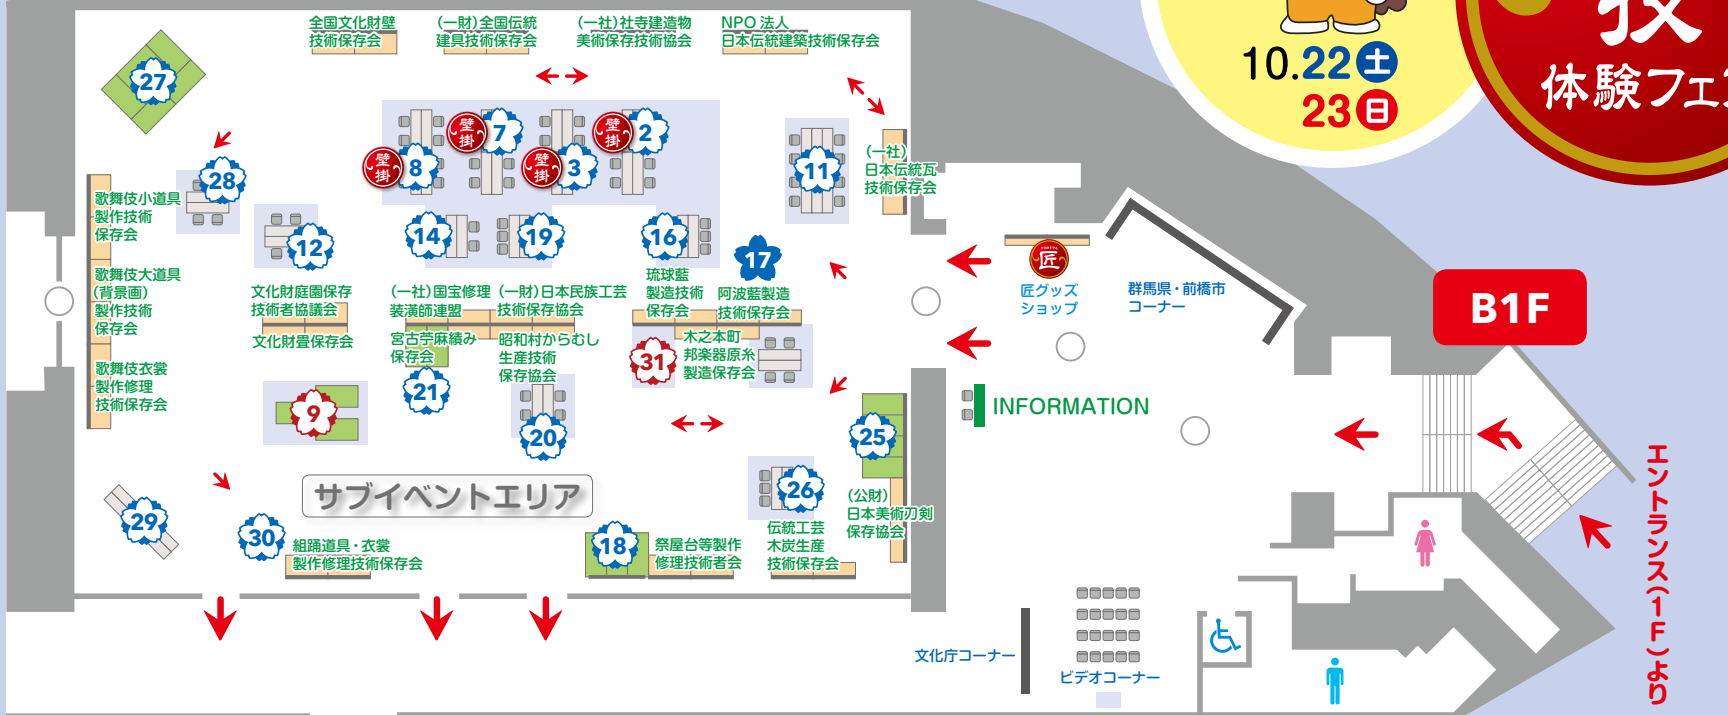 全国文化財壁
技術保存会
(一財)全国伝統
建具技術保存会
(一社)社寺建造物
美術保存技術協会
NPO 法人
日本伝統建築技術保存会
10.22土
23日
技
体験フェ
27
28
12
壁掛
8
壁掛
7
壁掛
3
壁掛
2
11
(一社)
日本伝統瓦
技術保存会
歌舞伎小道具
製作技術
保存会
歌舞伎大道具
(背景画)
製作技術
保存会
歌舞伎衣裳
製作修理
技術保存会
14
19
16
17
文化財庭園保存
技術者協議会
文化財畳保存会
(一社)国宝修理
装潢師連盟
(一財)日本民族工芸
技術保存協会
琉球藍
製造技術
保存会
阿波藍製造
技術保存会
宮古苧麻績み
保存会
昭和村からむし
生産技術
保存協会
木之本町
邦楽器原糸
製造保存会
31
9
21
20
25
26
サブイベントエリア
29
30
組踊道具・衣裳
製作修理技術保存会
18
祭屋台等製作
修理技術者会
伝統工芸
木炭生産
技術保存会
(公財)
日本美術刀剣
保存協会
匠
匠グッズ
ショップ
群馬県・前橋市
コーナー
B1F
INFORMATION
エントランス(1F)より
文化庁コーナー
ビデオコーナー